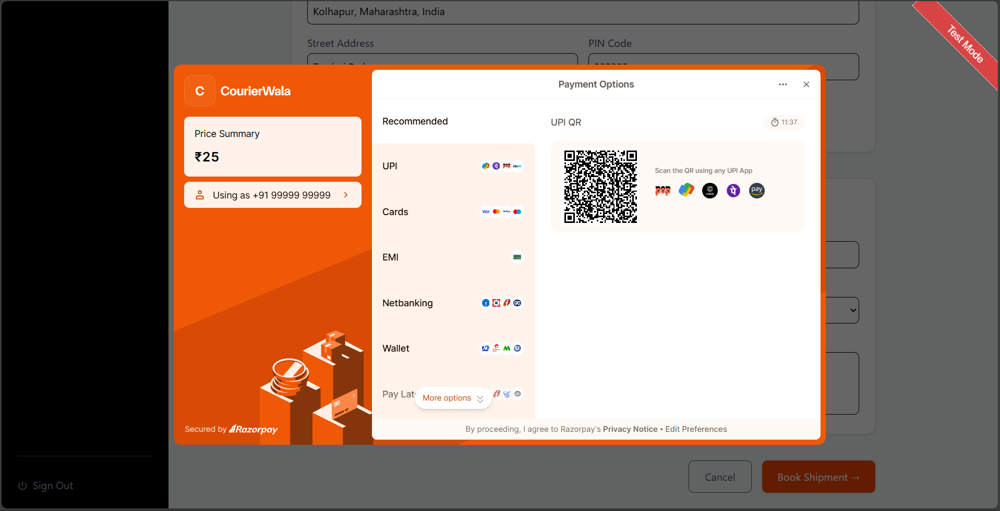 Kolhapur, Maharashtra, India
Street Address
PIN Code
Test Mode
C
CourierWala
Price Summary
₹25
Using as +91 99999 99999
Secured by Razorpay
Payment Options
Recommended
UPI
Cards
VISA
EMI
Netbanking
Wallet
Pay Lat
More options
UPI QR
11:37
Scan the QR using any UPI App
pop
CRED
pay
By proceeding, I agree to Razorpay's Privacy Notice • Edit Preferences
Sign Out
Cancel
Book Shipment →